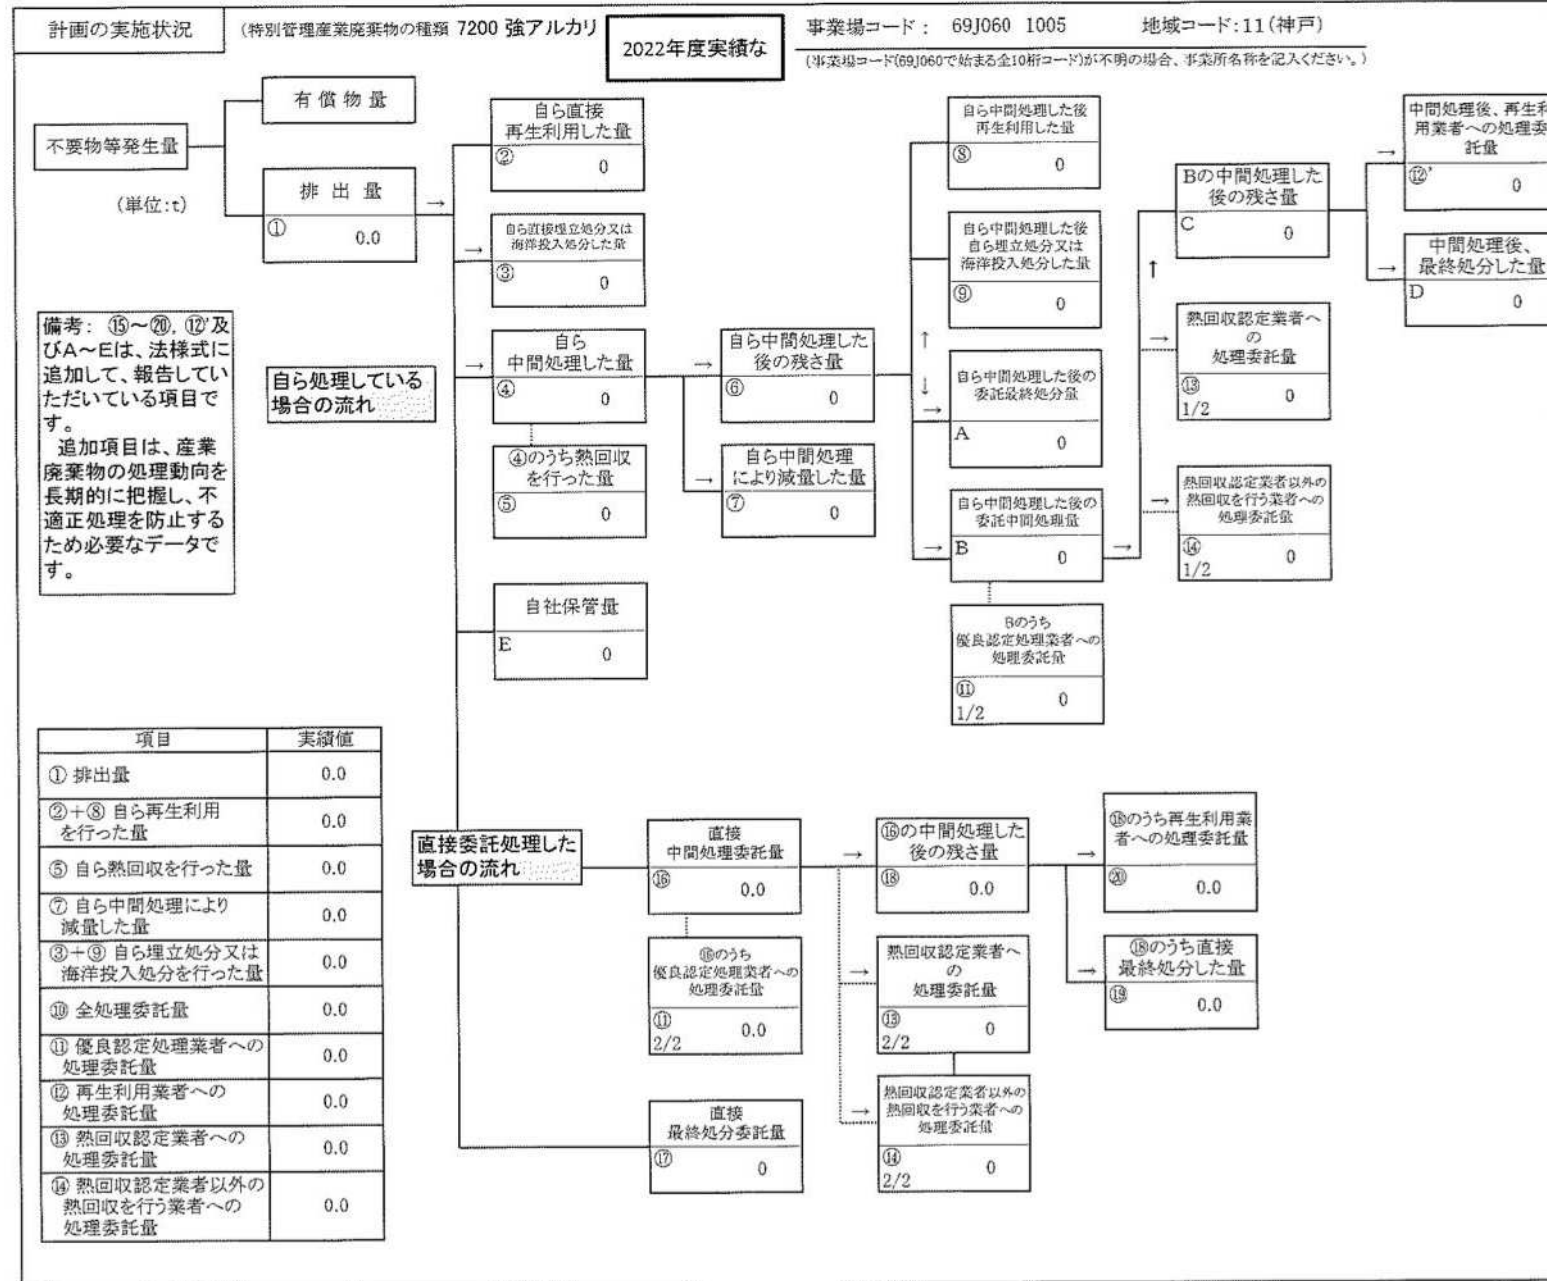 計画の実施状況
(特別管理産業廃棄物の種類 7200 強アルカリ
2022年度実績な
事業場コード： 69J060 1005 地域コード:11(神戸)
(事業場コード(69J060で始まる全10桁コード)が不明の場合、事業所名称を記入ください。)
不要物等発生量
(単位:t)
有償物量
排出量
① 0.0
→
自ら直接
再生利用した量
② 0
→
自ら直接埋立処分又は
海洋投入処分した量
③ 0
→
自ら
中間処理した量
④ 0
④のうち熱回収
を行った量
⑤ 0
自社保管量
E 0
→
自ら中間処理した
後の残さ量
⑥ 0
→
自ら中間処理
により減量した量
⑦ 0
自ら中間処理した後
再生利用した量
⑧ 0
自ら中間処理した後
自ら埋立処分又は
海洋投入処分した量
⑨ 0
↑
↓
→
自ら中間処理した後の
委託最終処分量
A 0
→
自ら中間処理した後の
委託中間処理量
B 0
→
Bのうち
優良認定処理業者への
処理委託量
⑪ 0
1/2
↑
Bの中間処理した
後の残さ量
C 0
→
熱回収認定業者へ
の
処理委託量
⑬ 0
1/2
→
熱回収認定業者以外の
熱回収を行う業者への
処理委託量
⑭ 0
1/2
→
中間処理後、再生利
用業者への処理委
託量
⑫' 0
→
中間処理後、
最終処分した量
D 0
備考： ⑮～⑳, ⑫'及
びA～Eは、法様式に
追加して、報告してい
ただいている項目で
す。
追加項目は、産業
廃棄物の処理動向を
長期的に把握し、不
適正処理を防止する
ため必要なデータで
す。
自ら処理している
場合の流れ
項目 実績値
① 排出量 0.0
②＋⑧ 自ら再生利用
を行った量 0.0
⑤ 自ら熱回収を行った量 0.0
⑦ 自ら中間処理により
減量した量 0.0
③＋⑨ 自ら埋立処分又は
海洋投入処分を行った量 0.0
⑩ 全処理委託量 0.0
⑪ 優良認定処理業者への
処理委託量 0.0
⑫ 再生利用業者への
処理委託量 0.0
⑬ 熱回収認定業者への
処理委託量 0.0
⑭ 熱回収認定業者以外の
熱回収を行う業者への
処理委託量 0.0
直接委託処理した
場合の流れ
直接
中間処理委託量
⑯ 0.0
⑯のうち
優良認定処理業者への
処理委託量
⑪ 0.0
2/2
直接
最終処分委託量
⑰ 0
→
⑯の中間処理した
後の残さ量
⑱ 0.0
→
熱回収認定業者へ
の
処理委託量
⑬ 0
2/2
→
熱回収認定業者以外の
熱回収を行う業者への
処理委託量
⑭ 0
2/2
→
⑱のうち再生利用業
者への処理委託量
⑳ 0.0
→
⑱のうち直接
最終処分した量
⑲ 0.0